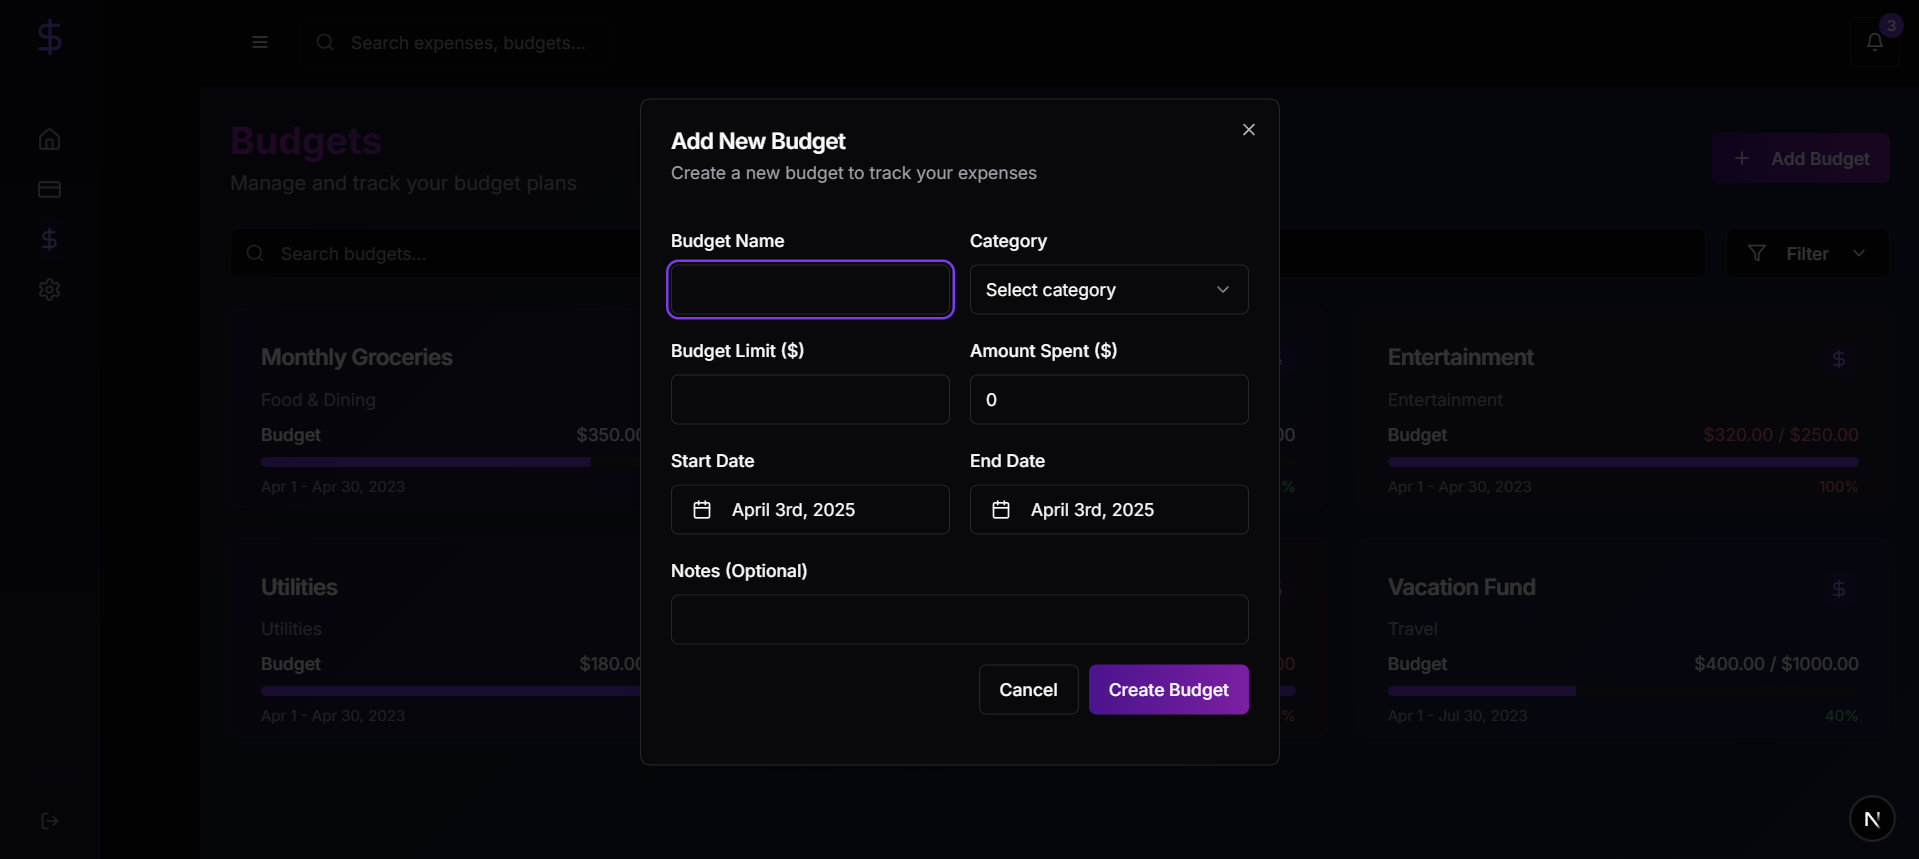 Search expenses, budgets...
3
Budgets
Manage and track your budget plans
Add Budget
Search budgets...
Filter
Add New Budget
Create a new budget to track your expenses
Budget Name
Category
Select category
Budget Limit ($)
Amount Spent ($)
0
Start Date
End Date
April 3rd, 2025
April 3rd, 2025
Notes (Optional)
Cancel
Create Budget
Monthly Groceries
Food & Dining
Budget
$350.00
Apr 1 - Apr 30, 2023
Entertainment
Entertainment
Budget
$320.00 / $250.00
Apr 1 - Apr 30, 2023
100%
Utilities
Utilities
Budget
$180.00
Apr 1 - Apr 30, 2023
Vacation Fund
Travel
Budget
$400.00 / $1000.00
Apr 1 - Jul 30, 2023
40%
N